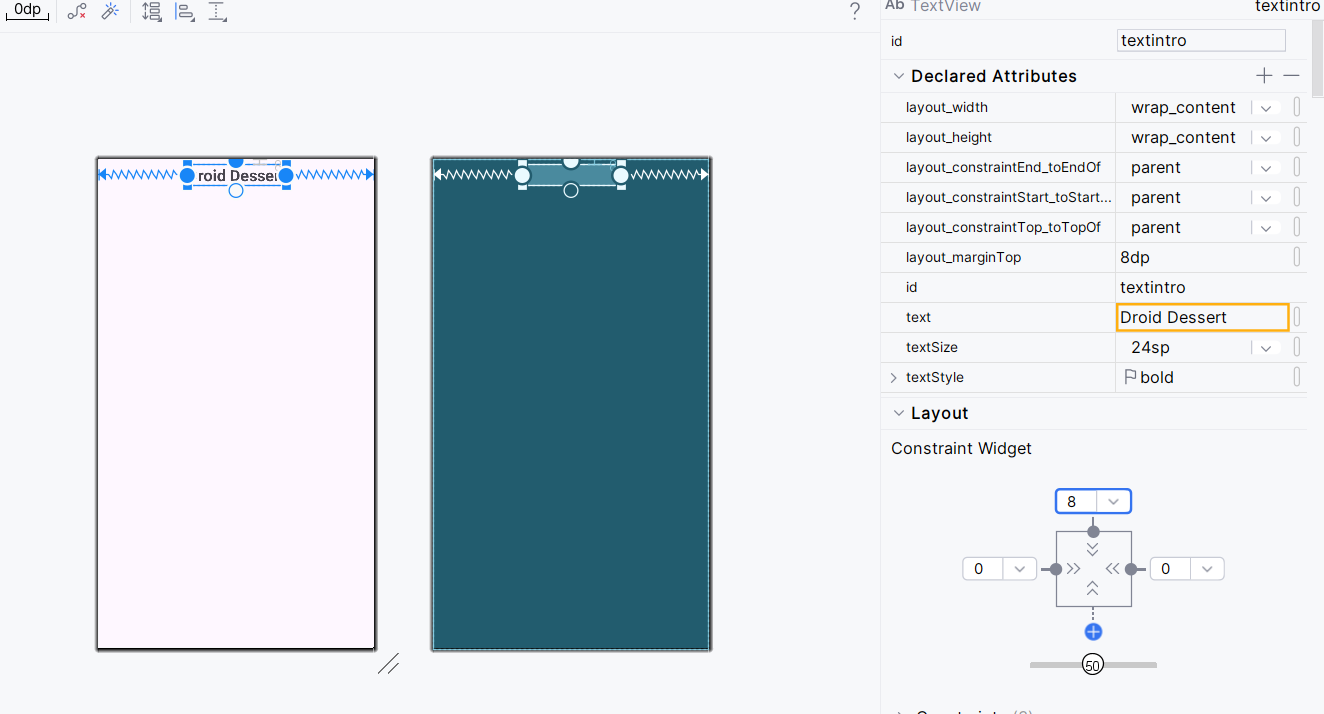 0dp
?
Ab TextView textintro
id textintro
Declared Attributes
layout_width wrap_content
layout_height wrap_content
layout_constraintEnd_toEndOf parent
layout_constraintStart_toStart... parent
layout_constraintTop_toTopOf parent
layout_marginTop 8dp
id textintro
text Droid Dessert
textSize 24sp
textStyle bold
roid Desser
Layout
Constraint Widget
8
0 0
50